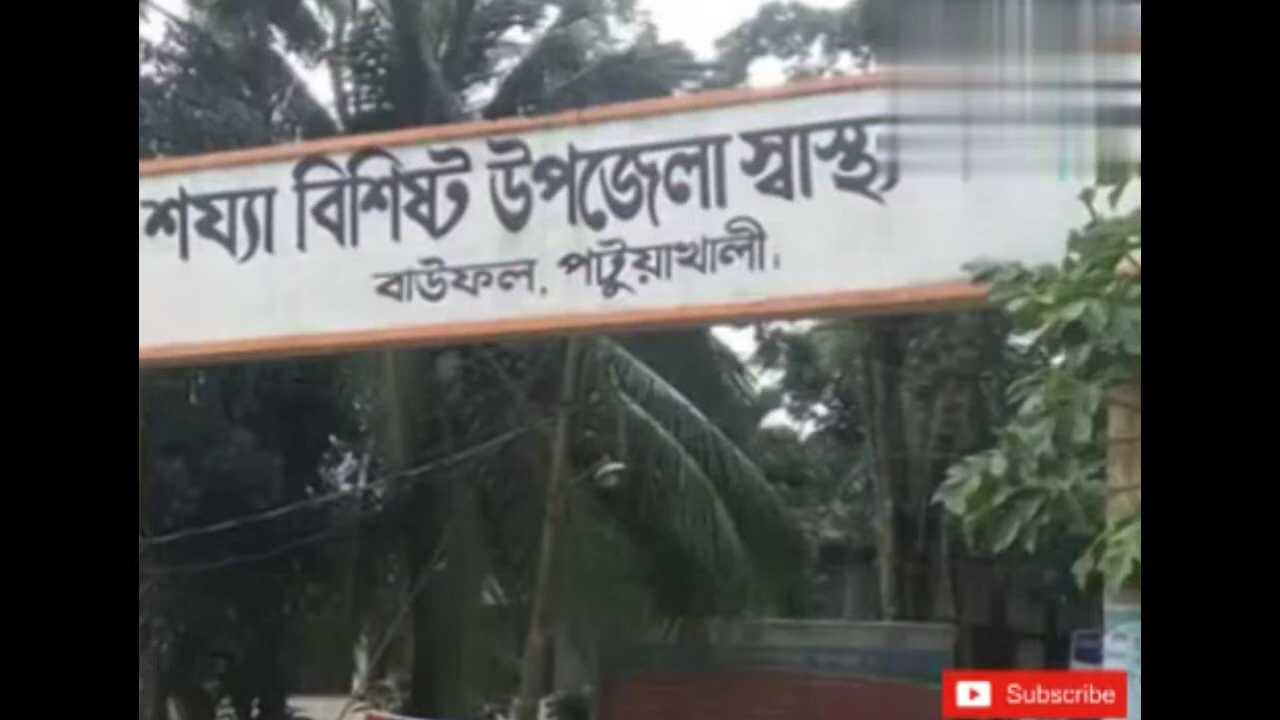 শয্যা বিশিষ্ট উপজেলা স্বাস্থ্য
বাউফল, পটুয়াখালী।
Subscribe